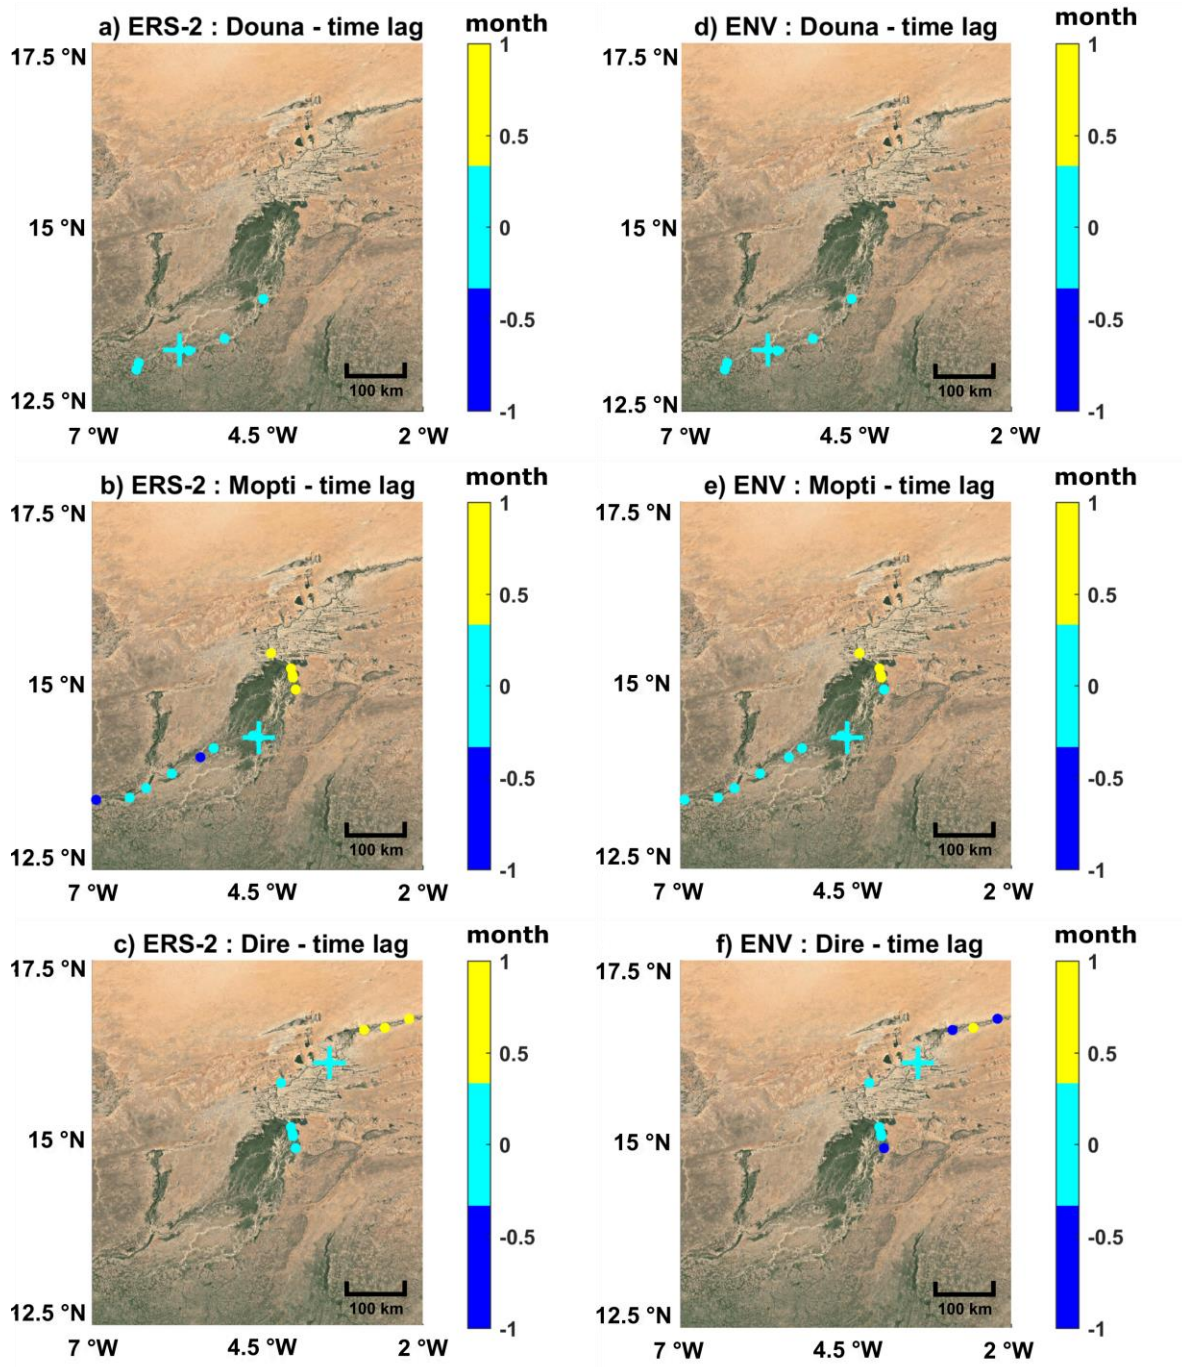 a) ERS-2 : Douna - time lag
month
17.5 °N
15 °N
12.5 °N
7 °W
4.5 °W
2 °W
100 km
1
0.5
0
-0.5
-1
d) ENV : Douna - time lag
month
17.5 °N
15 °N
12.5 °N
7 °W
4.5 °W
2 °W
100 km
1
0.5
0
-0.5
-1
b) ERS-2 : Mopti - time lag
month
17.5 °N
15 °N
12.5 °N
7 °W
4.5 °W
2 °W
100 km
1
0.5
0
-0.5
-1
e) ENV : Mopti - time lag
month
17.5 °N
15 °N
12.5 °N
7 °W
4.5 °W
2 °W
100 km
1
0.5
0
-0.5
-1
c) ERS-2 : Dire - time lag
month
17.5 °N
15 °N
12.5 °N
7 °W
4.5 °W
2 °W
100 km
1
0.5
0
-0.5
-1
f) ENV : Dire - time lag
month
17.5 °N
15 °N
12.5 °N
7 °W
4.5 °W
2 °W
100 km
1
0.5
0
-0.5
-1